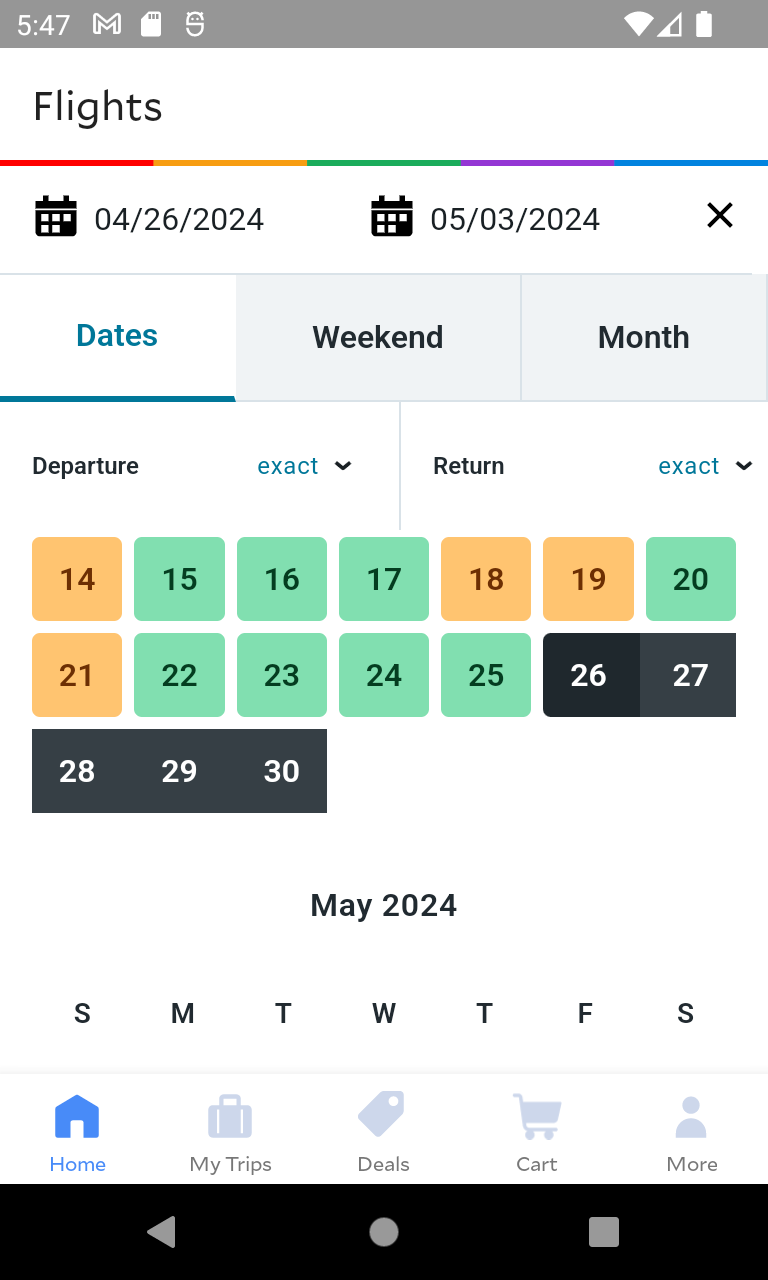 5:47
Flights
04/26/2024 05/03/2024
Dates Weekend Month
Departure exact Return exact
14 15 16 17 18 19 20
21 22 23 24 25 26 27
28 29 30
May 2024
S M T W T F S
Home My Trips Deals Cart More